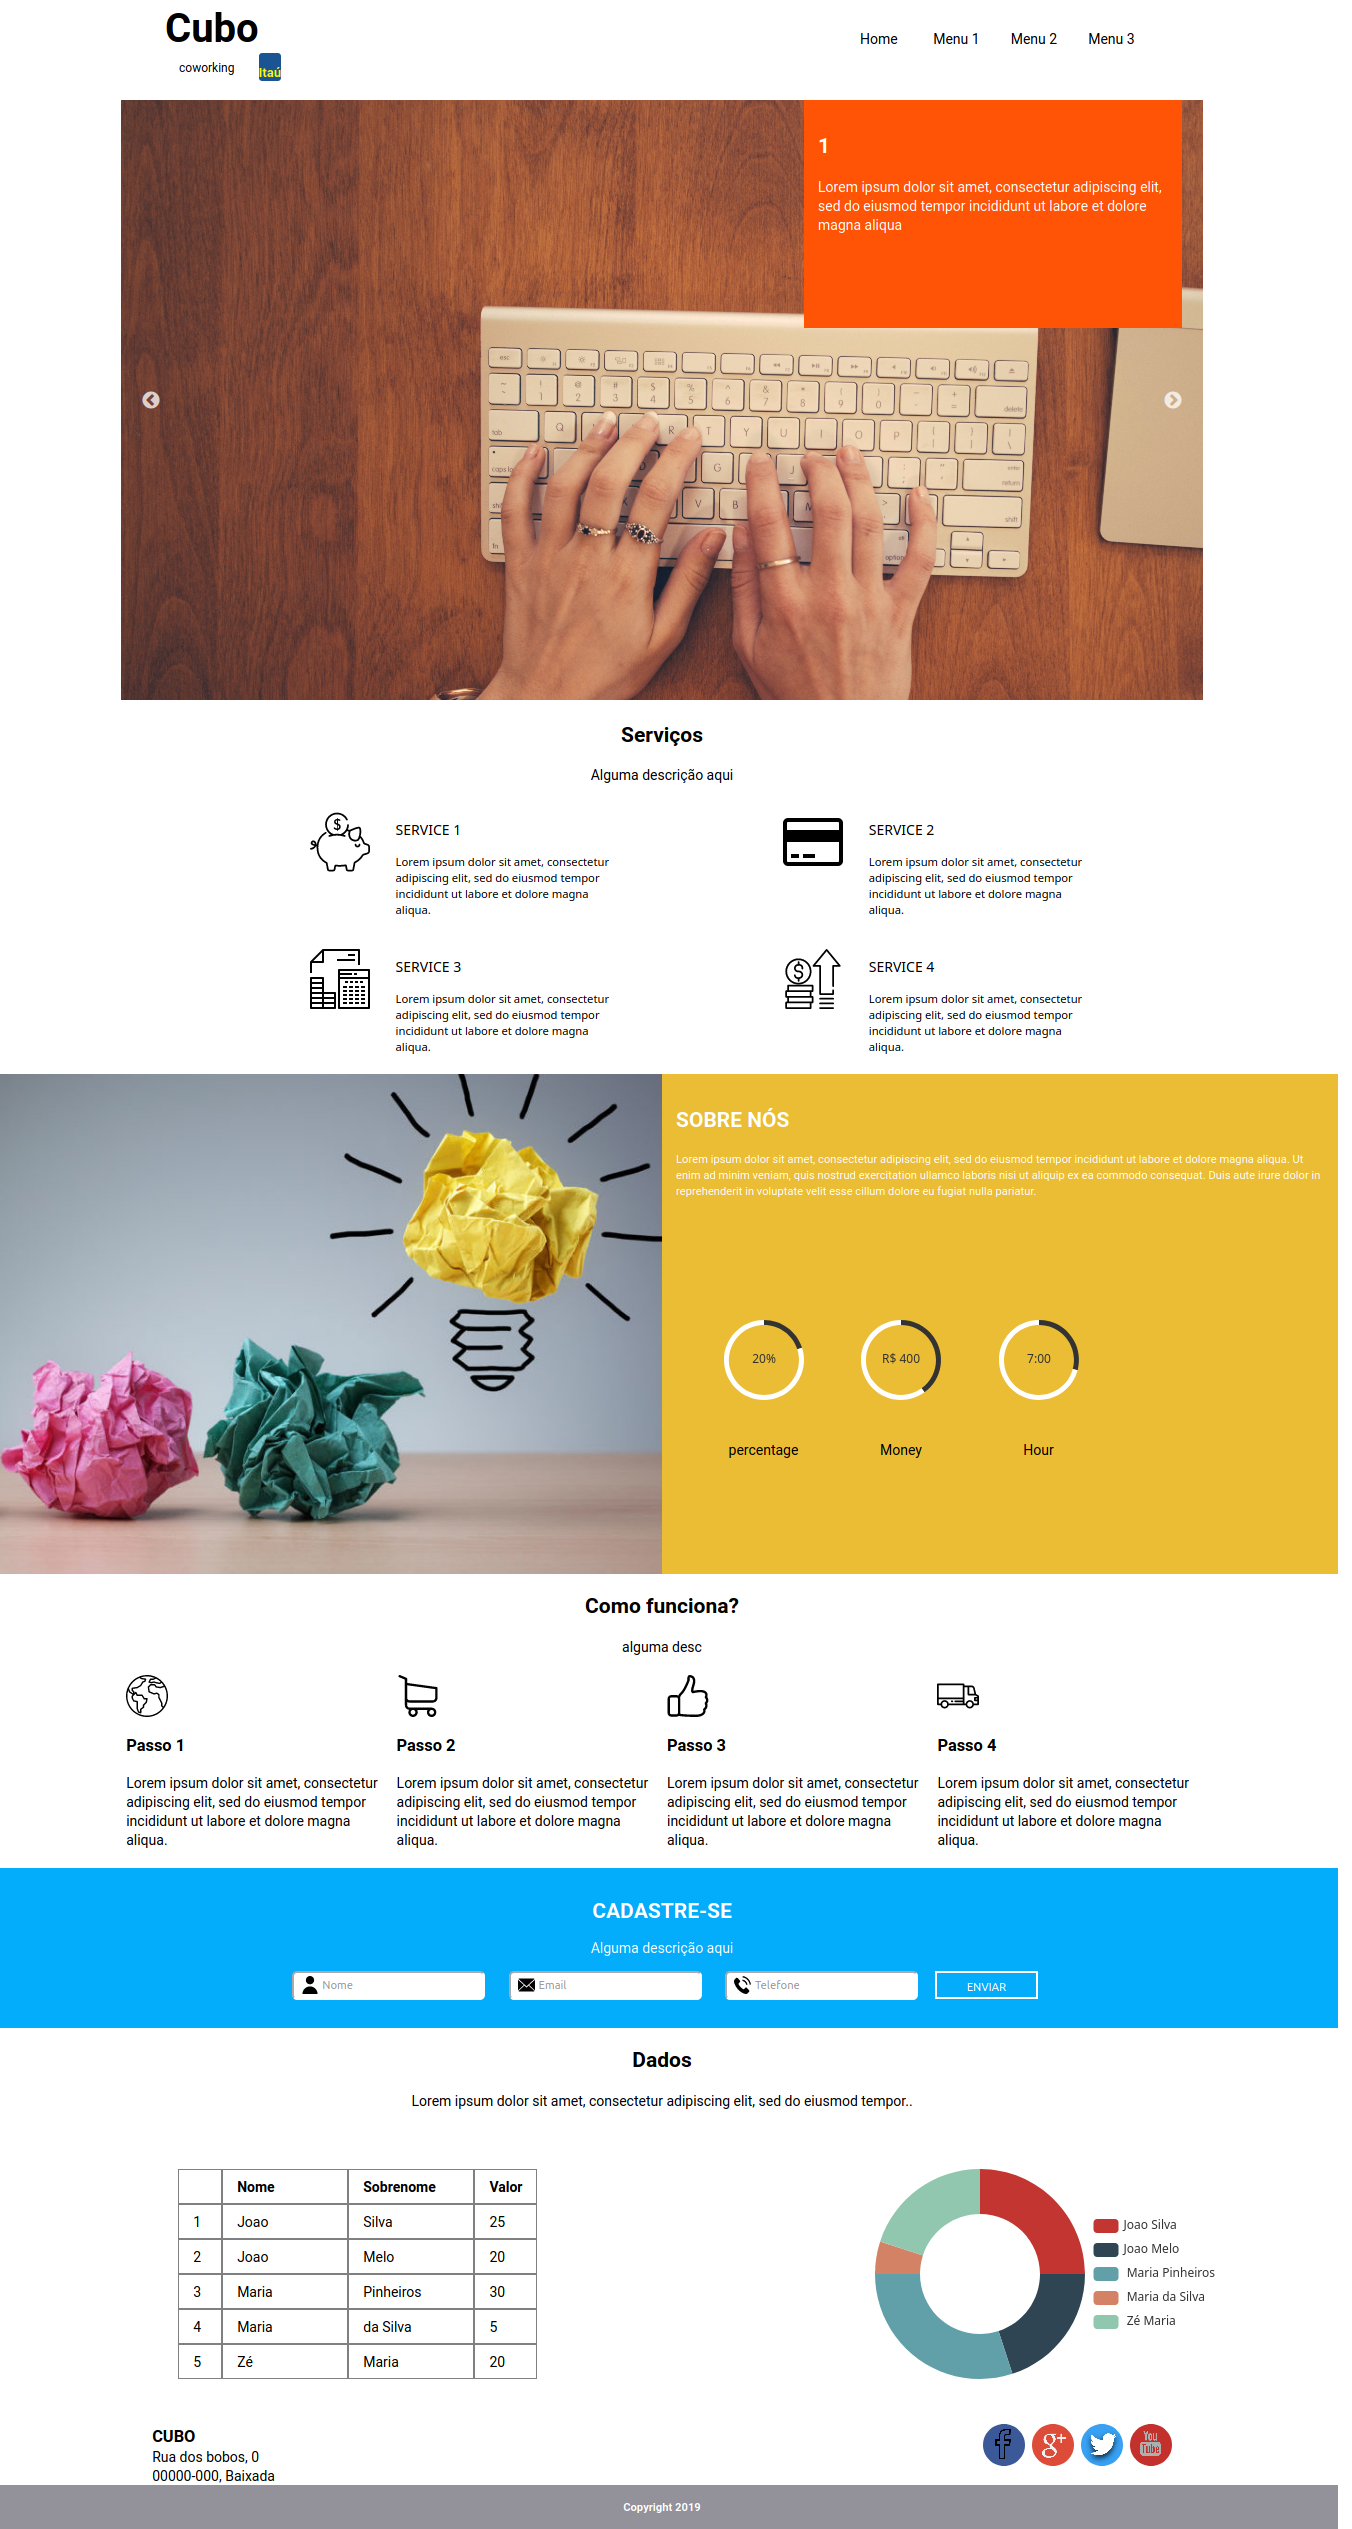 Cubo
coworking
Itaú
Home Menu 1 Menu 2 Menu 3
1
Lorem ipsum dolor sit amet, consectetur adipiscing elit,
sed do eiusmod tempor incididunt ut labore et dolore
magna aliqua
Serviços
Alguma descrição aqui
SERVICE 1
Lorem ipsum dolor sit amet, consectetur
adipiscing elit, sed do eiusmod tempor
incididunt ut labore et dolore magna
aliqua.
SERVICE 2
Lorem ipsum dolor sit amet, consectetur
adipiscing elit, sed do eiusmod tempor
incididunt ut labore et dolore magna
aliqua.
SERVICE 3
Lorem ipsum dolor sit amet, consectetur
adipiscing elit, sed do eiusmod tempor
incididunt ut labore et dolore magna
aliqua.
SERVICE 4
Lorem ipsum dolor sit amet, consectetur
adipiscing elit, sed do eiusmod tempor
incididunt ut labore et dolore magna
aliqua.
SOBRE NÓS
Lorem ipsum dolor sit amet, consectetur adipiscing elit, sed do eiusmod tempor incididunt ut labore et dolore magna aliqua. Ut
enim ad minim veniam, quis nostrud exercitation ullamco laboris nisi ut aliquip ex ea commodo consequat. Duis aute irure dolor in
reprehenderit in voluptate velit esse cillum dolore eu fugiat nulla pariatur.
20% R$ 400 7:00
percentage Money Hour
Como funciona?
alguma desc
Passo 1
Lorem ipsum dolor sit amet, consectetur
adipiscing elit, sed do eiusmod tempor
incididunt ut labore et dolore magna
aliqua.
Passo 2
Lorem ipsum dolor sit amet, consectetur
adipiscing elit, sed do eiusmod tempor
incididunt ut labore et dolore magna
aliqua.
Passo 3
Lorem ipsum dolor sit amet, consectetur
adipiscing elit, sed do eiusmod tempor
incididunt ut labore et dolore magna
aliqua.
Passo 4
Lorem ipsum dolor sit amet, consectetur
adipiscing elit, sed do eiusmod tempor
incididunt ut labore et dolore magna
aliqua.
CADASTRE-SE
Alguma descrição aqui
Nome Email Telefone ENVIAR
Dados
Lorem ipsum dolor sit amet, consectetur adipiscing elit, sed do eiusmod tempor..
Nome Sobrenome Valor
1 Joao Silva 25
2 Joao Melo 20
3 Maria Pinheiros 30
4 Maria da Silva 5
5 Zé Maria 20
Joao Silva
Joao Melo
Maria Pinheiros
Maria da Silva
Zé Maria
CUBO
Rua dos bobos, 0
00000-000, Baixada
f g+ You Tube
Copyright 2019